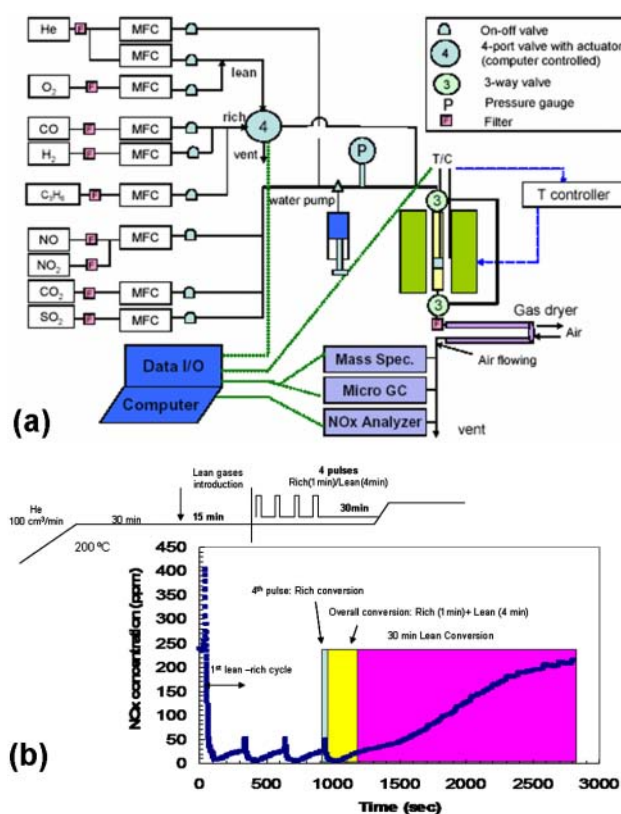 He
F
MFC
MFC
lean
O2
F
MFC
rich
4
CO
F
MFC
H2
F
MFC
vent
P
C3H6
F
MFC
water pump
NO
F
MFC
NO2
F
CO2
F
MFC
SO2
F
MFC
On-off valve
4
4-port valve with actuator
(computer controlled)
3
3-way valve
P
Pressure gauge
F
Filter
T/C
T controller
3
3
F
Gas dryer
Air
Air flowing
Data I/O
Computer
Mass Spec.
Micro GC
NOx Analyzer
vent
(a)
Lean gases
introduction
4 pulses
Rich(1min)/Lean(4min)
He
100 cm3/min
30 min
15 min
30min
200 ºC
4th pulse: Rich conversion
Overall conversion: Rich (1min)+ Lean (4 min)
30 min Lean Conversion
1st lean –rich cycle
NOx concentration (ppm)
450
400
350
300
250
200
150
100
50
0
0 500 1000 1500 2000 2500 3000
Time (sec)
(b)